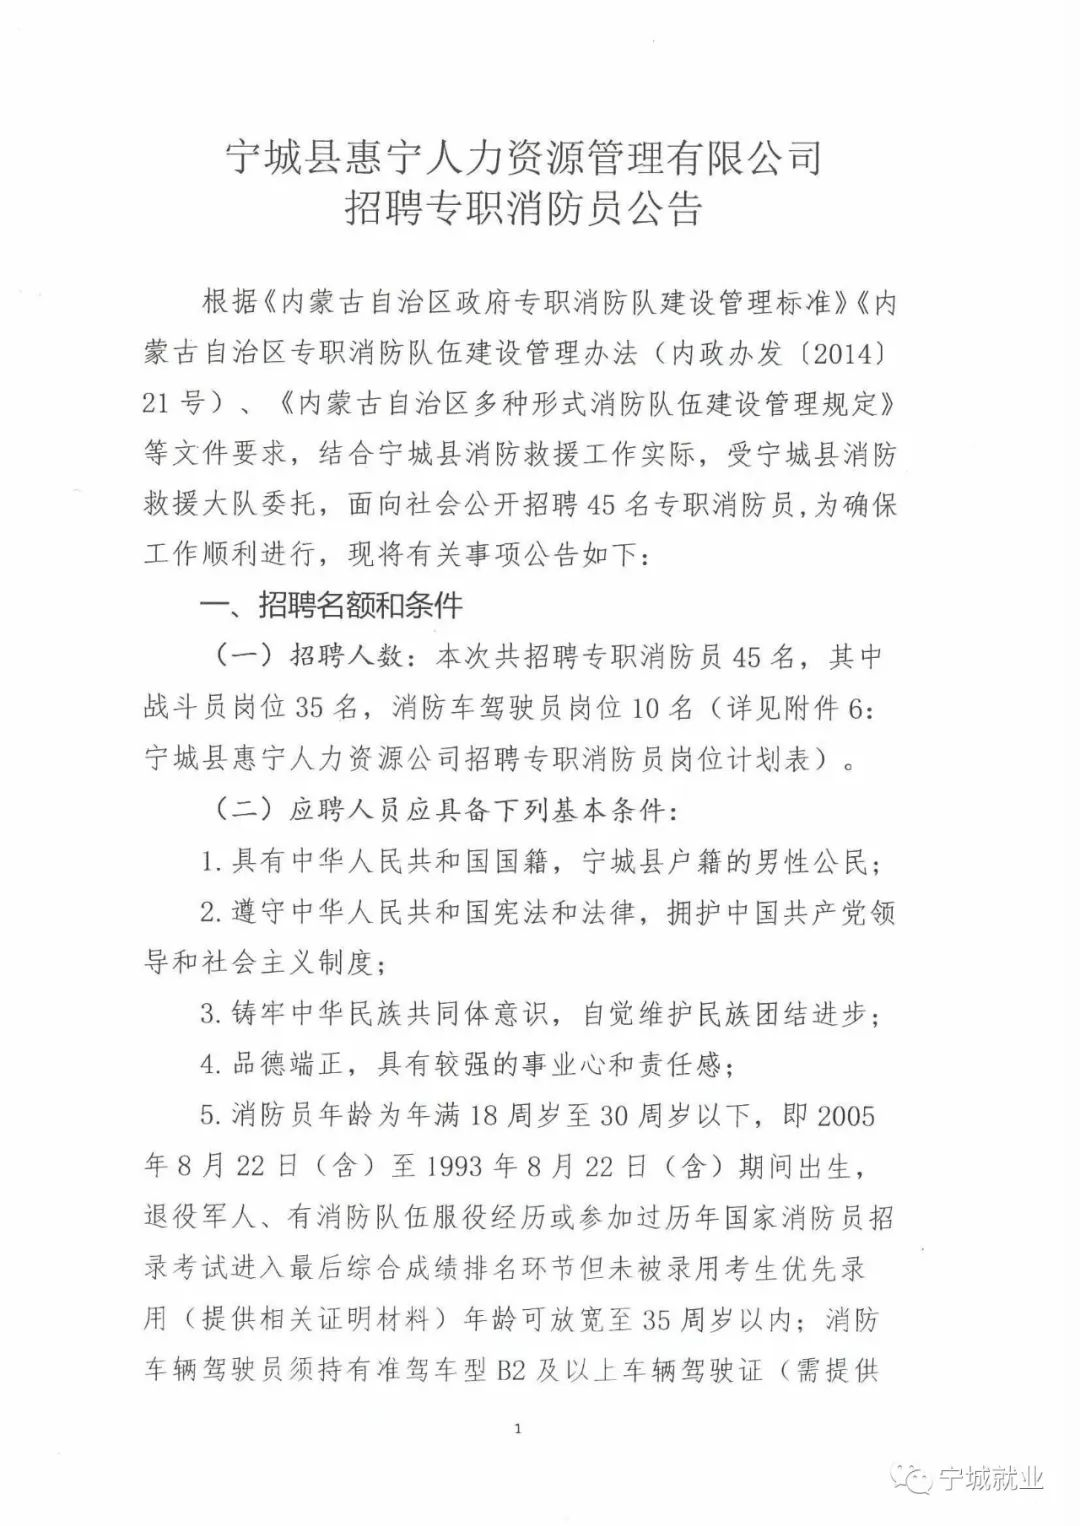 宁城县惠宁人力资源管理有限公司
招聘专职消防员公告
根据《内蒙古自治区政府专职消防队建设管理标准》《内
蒙古自治区专职消防队伍建设管理办法（内政办发〔2014〕
21号）、《内蒙古自治区多种形式消防队伍建设管理规定》
等文件要求，结合宁城县消防救援工作实际，受宁城县消防
救援大队委托，面向社会公开招聘45名专职消防员,为确保
工作顺利进行，现将有关事项公告如下：
一、招聘名额和条件
（一）招聘人数：本次共招聘专职消防员45名，其中
战斗员岗位35名，消防车驾驶员岗位10名（详见附件6：
宁城县惠宁人力资源公司招聘专职消防员岗位计划表）。
（二）应聘人员应具备下列基本条件：
1.具有中华人民共和国国籍，宁城县户籍的男性公民；
2.遵守中华人民共和国宪法和法律，拥护中国共产党领
导和社会主义制度；
3.铸牢中华民族共同体意识，自觉维护民族团结进步；
4.品德端正，具有较强的事业心和责任感；
5.消防员年龄为年满18周岁至30周岁以下，即2005
年8月22日（含）至1993年8月22日（含）期间出生，
退役军人、有消防队伍服役经历或参加过历年国家消防员招
录考试进入最后综合成绩排名环节但未被录用考生优先录
用（提供相关证明材料）年龄可放宽至35周岁以内；消防
车辆驾驶员须持有准驾车型B2及以上车辆驾驶证（需提供
1
宁城就业